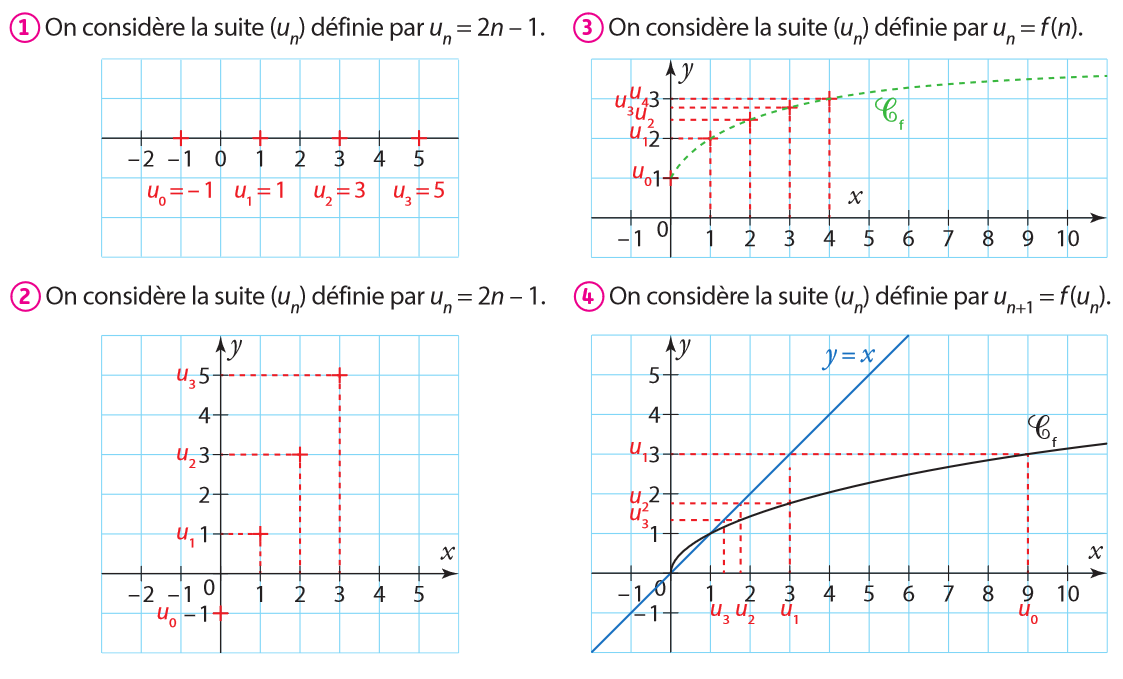 ① On considère la suite (uₙ) définie par uₙ = 2n – 1.
–2 –1 0 1 2 3 4 5
u₀ = – 1 u₁ = 1 u₂ = 3 u₃ = 5
② On considère la suite (uₙ) définie par uₙ = 2n – 1.
y
u₃ 5
4
u₂ 3
2
u₁ 1
x
–2 –1 0 1 2 3 4 5
u₀ –1
③ On considère la suite (uₙ) définie par uₙ = f(n).
y
u₄ 3
u₃
u₂
𝒞f
u₁ 2
u₀ 1
x
–1 0 1 2 3 4 5 6 7 8 9 10
④ On considère la suite (uₙ) définie par uₙ₊₁ = f(uₙ).
y
y = x
5
4
𝒞f
u₁ 3
u₂ 2
u₃
1
x
–1 0 1 2 3 4 5 6 7 8 9 10
–1 u₃ u₂ u₁ u₀